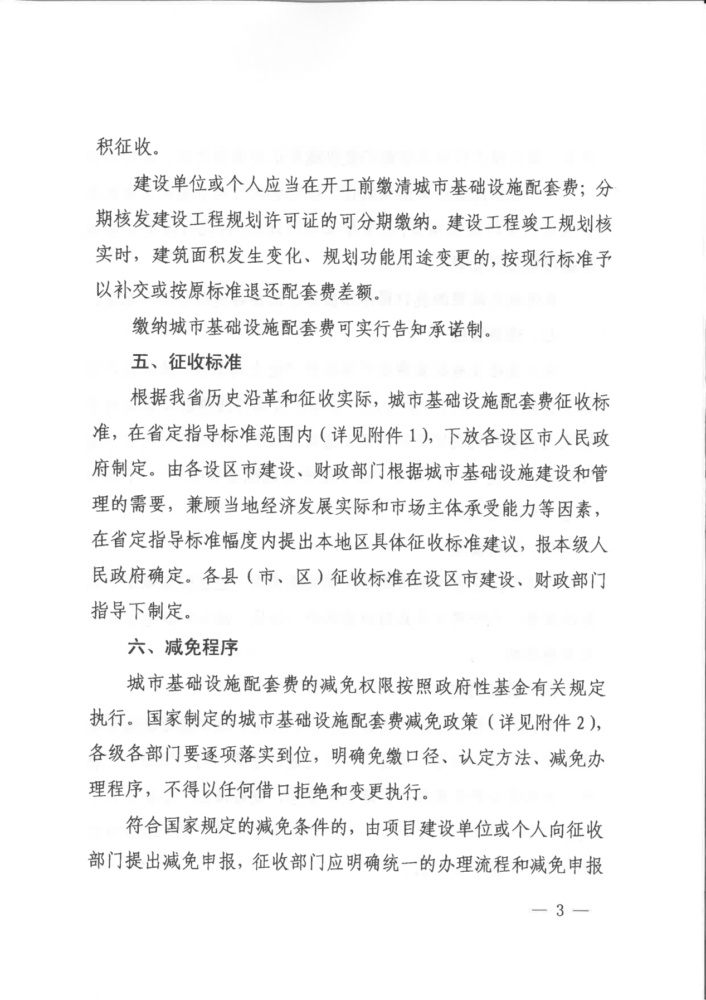 积征收。
建设单位或个人应当在开工前缴清城市基础设施配套费；分
期核发建设工程规划许可证的可分期缴纳。建设工程竣工规划核
实时，建筑面积发生变化、规划功能用途变更的，按现行标准予
以补交或按原标准退还配套费差额。
缴纳城市基础设施配套费可实行告知承诺制。
五、征收标准
根据我省历史沿革和征收实际，城市基础设施配套费征收标
准，在省定指导标准范围内（详见附件1），下放各设区市人民政
府制定。由各设区市建设、财政部门根据城市基础设施建设和管
理的需要，兼顾当地经济发展实际和市场主体承受能力等因素，
在省定指导标准幅度内提出本地区具体征收标准建议，报本级人
民政府确定。各县（市、区）征收标准在设区市建设、财政部门
指导下制定。
六、减免程序
城市基础设施配套费的减免权限按照政府性基金有关规定
执行。国家制定的城市基础设施配套费减免政策（详见附件2），
各级各部门要逐项落实到位，明确免缴口径、认定方法、减免办
理程序，不得以任何借口拒绝和变更执行。
符合国家规定的减免条件的，由项目建设单位或个人向征收
部门提出减免申报，征收部门应明确统一的办理流程和减免申报
— 3 —